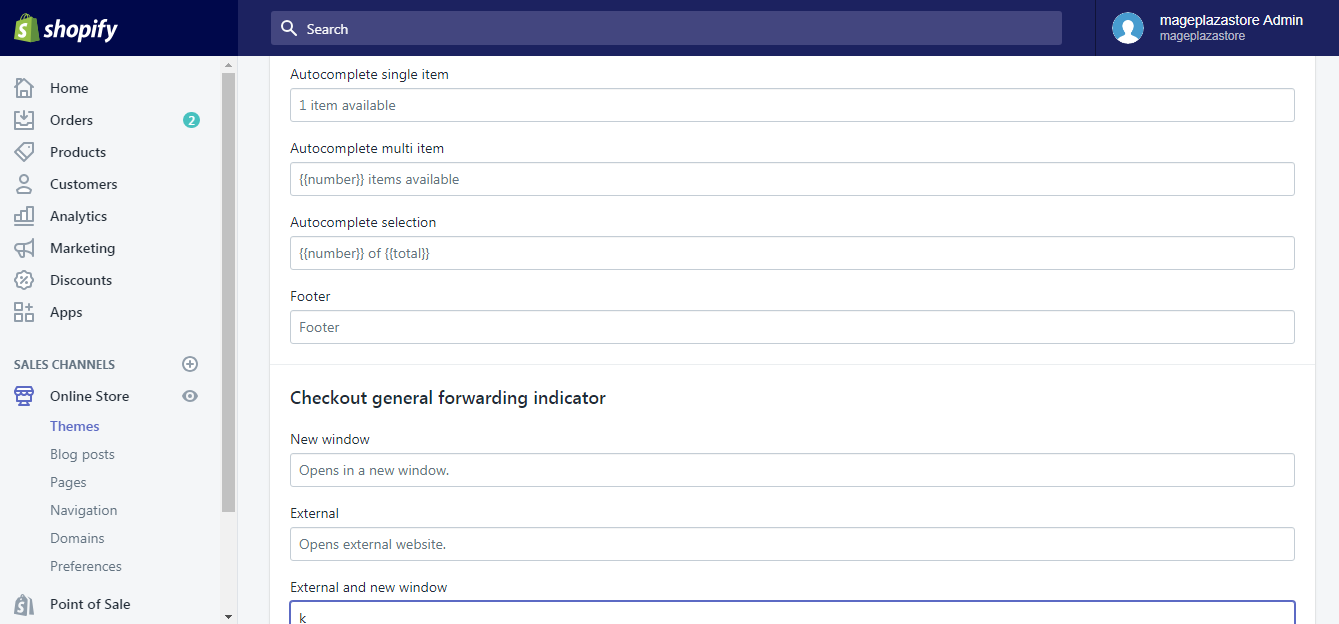 shopify
Search
mageplazastore Admin
mageplazastore
Home
Orders
2
Products
Customers
Analytics
Marketing
Discounts
Apps
SALES CHANNELS
Online Store
Themes
Blog posts
Pages
Navigation
Domains
Preferences
Point of Sale
Autocomplete single item
1 item available
Autocomplete multi item
{{number}} items available
Autocomplete selection
{{number}} of {{total}}
Footer
Footer
Checkout general forwarding indicator
New window
Opens in a new window.
External
Opens external website.
External and new window
k